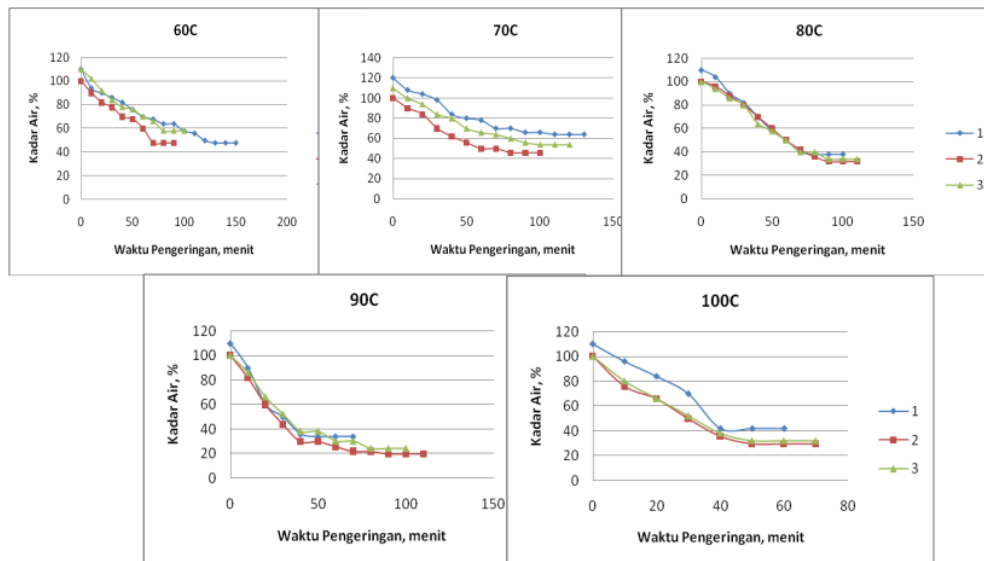 60C
120
100
80
60
40
20
0
Kadar Air, %
0 50 100 150 200
Waktu Pengeringan, menit
70C
140
120
100
80
60
40
20
0
Kadar Air, %
0 50 100 150
Waktu Pengeringan, menit
80C
120
100
80
60
40
20
0
Kadar Air, %
0 50 100 150
Waktu Pengeringan, menit
1
2
3
90C
120
100
80
60
40
20
0
Kadar Air, %
0 50 100 150
Waktu Pengeringan, menit
100C
120
100
80
60
40
20
0
Kadar Air, %
0 20 40 60 80
Waktu Pengeringan, menit
1
2
3